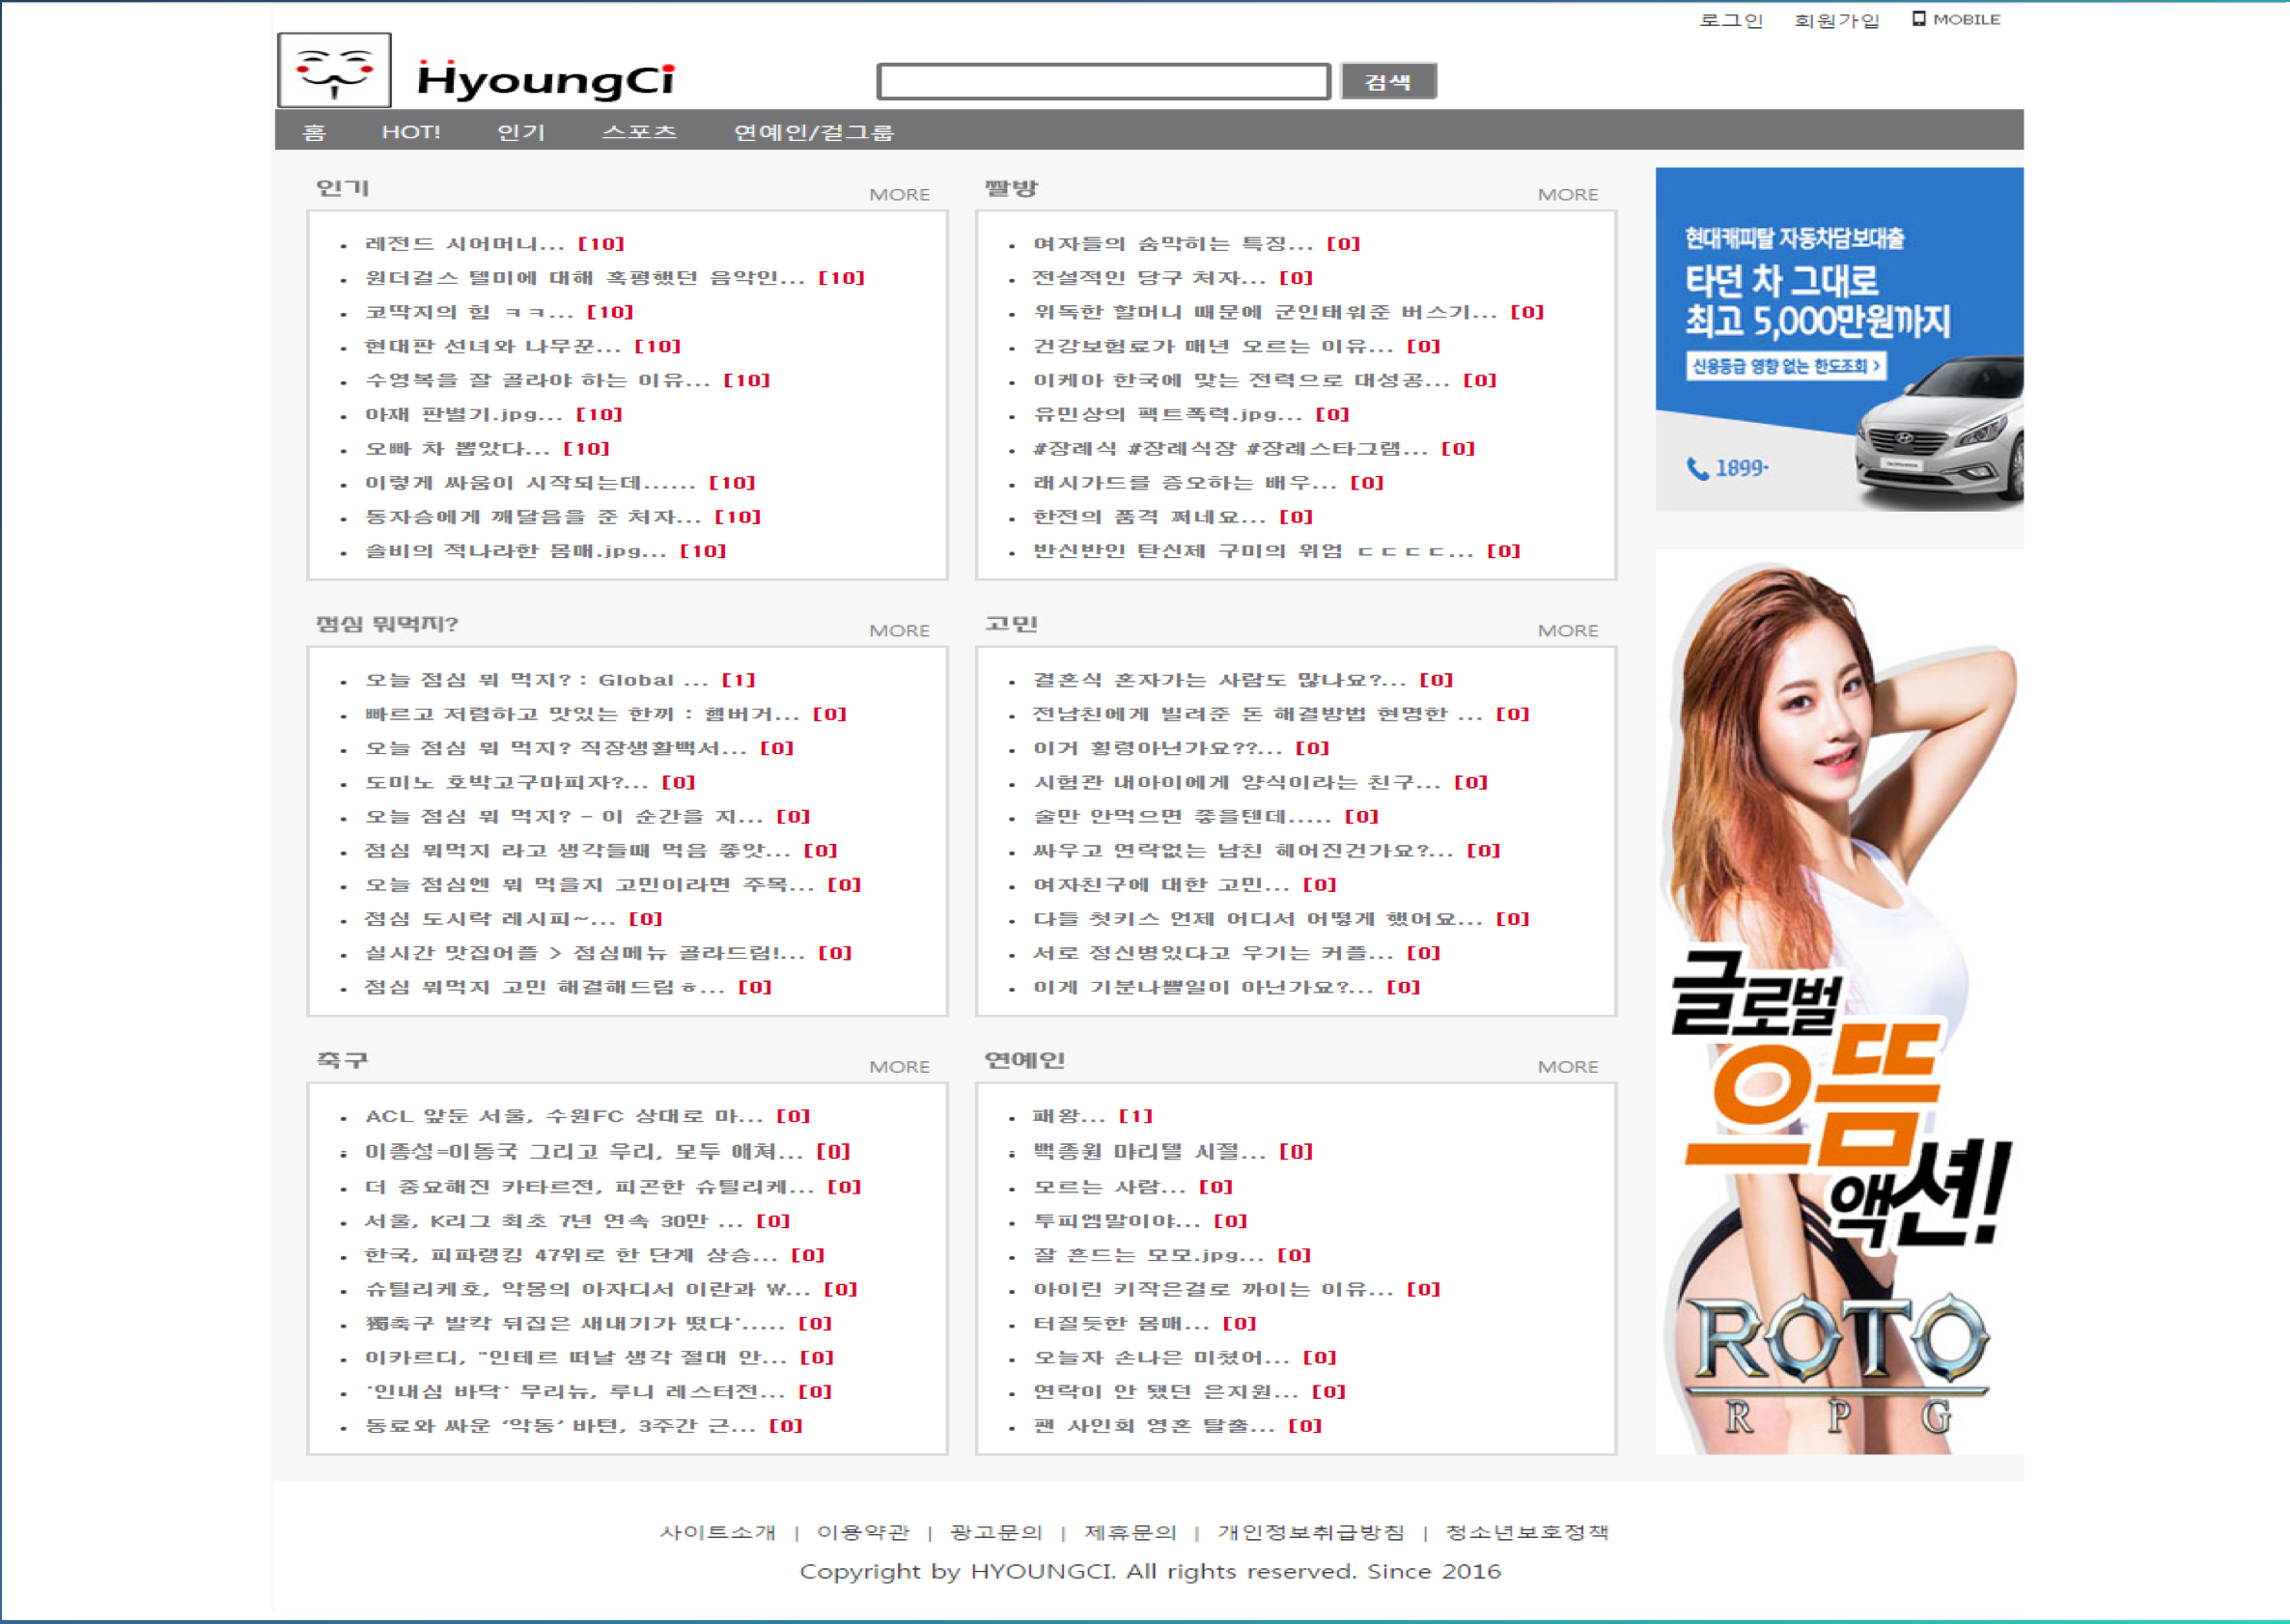 로그인 회원가입 MOBILE
HyoungCi
검색
홈 HOT! 인기 스포츠 연예인/걸그룹
인기 MORE
레전드 시어머니... [10]
원더걸스 텔미에 대해 혹평했던 음악인... [10]
코딱지의 힘 ㅋㅋ... [10]
현대판 선녀와 나무꾼... [10]
수영복을 잘 골라야 하는 이유... [10]
아재 판별기.jpg... [10]
오빠 차 뽑았다... [10]
이렇게 싸움이 시작되는데...... [10]
동자승에게 깨달음을 준 처자... [10]
솔비의 적나라한 몸매.jpg... [10]
짤방 MORE
여자들의 숨막히는 특징... [0]
전설적인 당구 처자... [0]
위독한 할머니 때문에 군인태워준 버스기... [0]
건강보험료가 매년 오르는 이유... [0]
이케아 한국에 맞는 전력으로 대성공... [0]
유민상의 팩트폭력.jpg... [0]
#장례식 #장례식장 #장례스타그램... [0]
래시가드를 증오하는 배우... [0]
한전의 품격 쩌네요... [0]
반신반인 탄신제 구미의 위엄 ㄷㄷㄷㄷ... [0]
점심 뭐먹지? MORE
오늘 점심 뭐 먹지? : Global ... [1]
빠르고 저렴하고 맛있는 한끼 : 햄버거... [0]
오늘 점심 뭐 먹지? 직장생활백서... [0]
도미노 호박고구마피자?... [0]
오늘 점심 뭐 먹지? - 이 순간을 지... [0]
점심 뭐먹지 라고 생각들때 먹음 좋앗... [0]
오늘 점심엔 뭐 먹을지 고민이라면 주목... [0]
점심 도시락 레시피~... [0]
실시간 맛집어플 > 점심메뉴 골라드림!... [0]
점심 뭐먹지 고민 해결해드림ㅎ... [0]
고민 MORE
결혼식 혼자가는 사람도 많나요?... [0]
전남친에게 빌려준 돈 해결방법 현명한 ... [0]
이거 횡령아닌가요??... [0]
시험관 내아이에게 양식이라는 친구... [0]
술만 안먹으면 좋을텐데..... [0]
싸우고 연락없는 남친 헤어진건가요?... [0]
여자친구에 대한 고민... [0]
다들 첫키스 언제 어디서 어떻게 했어요... [0]
서로 정신병있다고 우기는 커플... [0]
이게 기분나쁠일이 아닌가요?... [0]
축구 MORE
ACL 앞둔 서울, 수원FC 상대로 마... [0]
이종성=이동국 그리고 우리, 모두 애쳐... [0]
더 중요해진 카타르전, 피곤한 슈틸리케... [0]
서울, K리그 최초 7년 연속 30만 ... [0]
한국, 피파랭킹 47위로 한 단계 상승... [0]
슈틸리케호, 악몽의 아자디서 이란과 W... [0]
獨축구 발칵 뒤집은 새내기가 떴다'..... [0]
이카르디, "인테르 떠날 생각 절대 안... [0]
'인내심 바닥' 무리뉴, 루니 레스터전... [0]
동료와 싸운 ‘악동’ 바턴, 3주간 근... [0]
연예인 MORE
패왕... [1]
백종원 마리텔 시절... [0]
모르는 사람... [0]
투피엠말이야... [0]
잘 흔드는 모모.jpg... [0]
아이린 키작은걸로 까이는 이유... [0]
터질듯한 몸매... [0]
오늘자 손나은 미쳤어... [0]
연락이 안 됐던 은지원... [0]
팬 사인회 영혼 탈출... [0]
현대캐피탈 자동차담보대출
타던 차 그대로
최고 5,000만원까지
신용등급 영향 없는 한도조회 >
1899-
글로벌
으뜸
액션!
ROTO
RPG
사이트소개 | 이용약관 | 광고문의 | 제휴문의 | 개인정보취급방침 | 청소년보호정책
Copyright by HYOUNGCI. All rights reserved. Since 2016